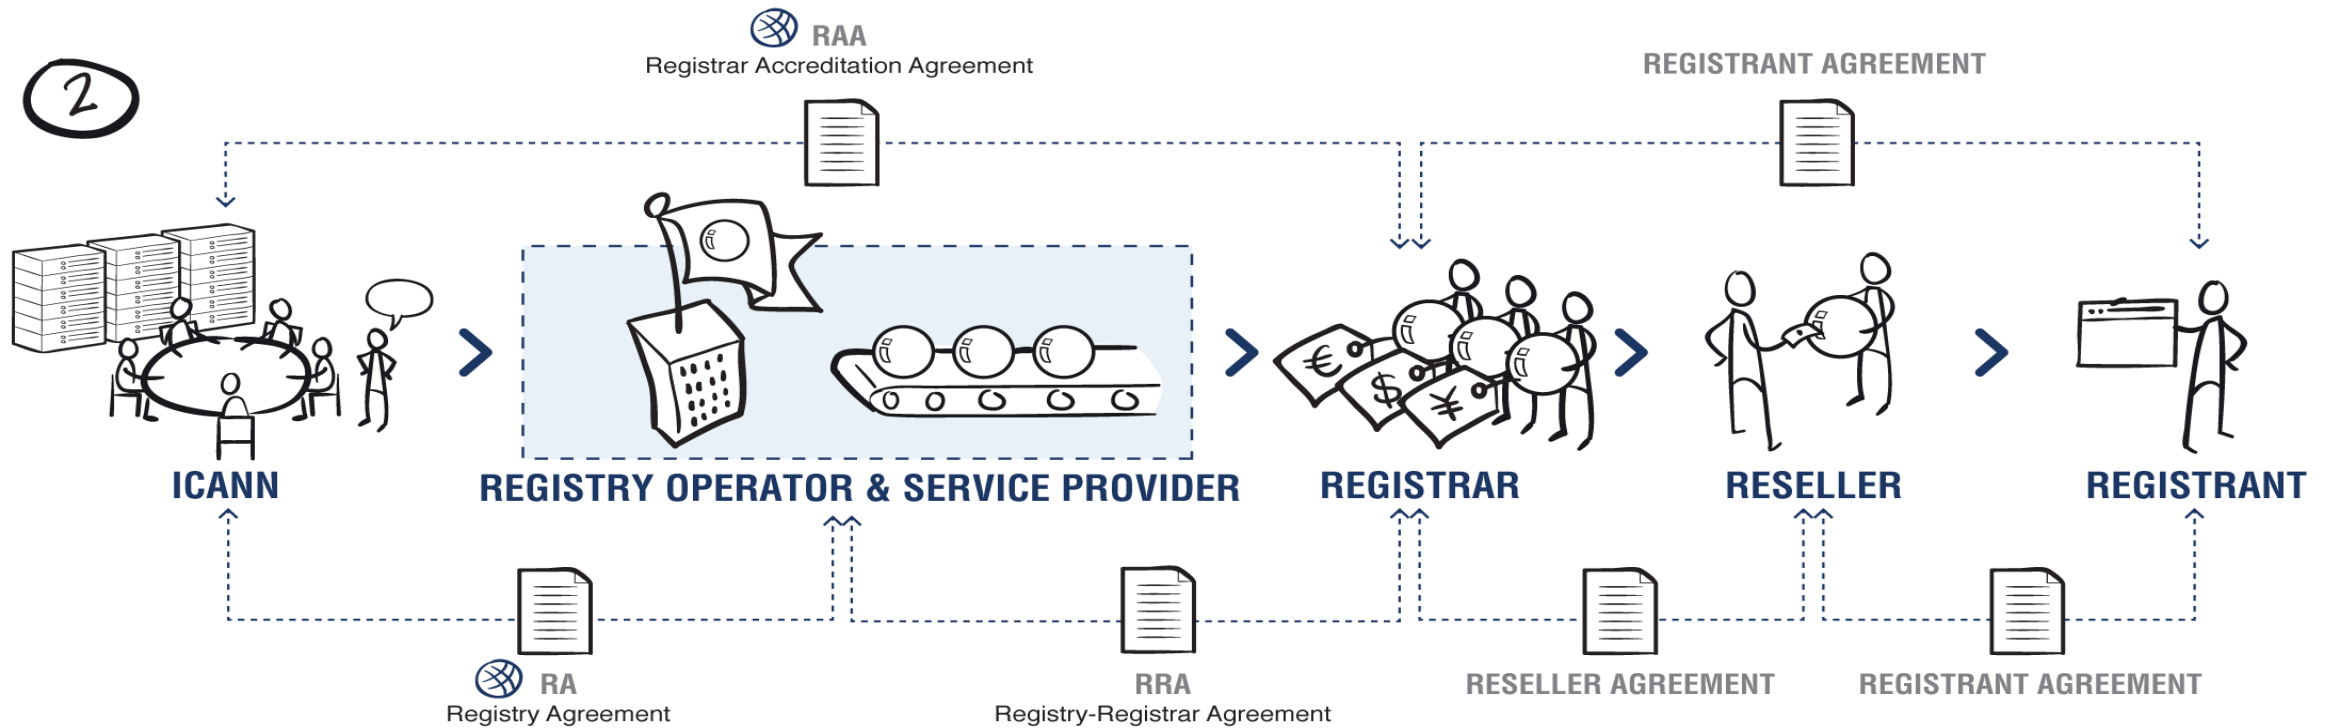 2
RAA
Registrar Accreditation Agreement
REGISTRANT AGREEMENT
€
$
¥
ICANN
REGISTRY OPERATOR & SERVICE PROVIDER
REGISTRAR
RESELLER
REGISTRANT
RA
Registry Agreement
RRA
Registry-Registrar Agreement
RESELLER AGREEMENT
REGISTRANT AGREEMENT